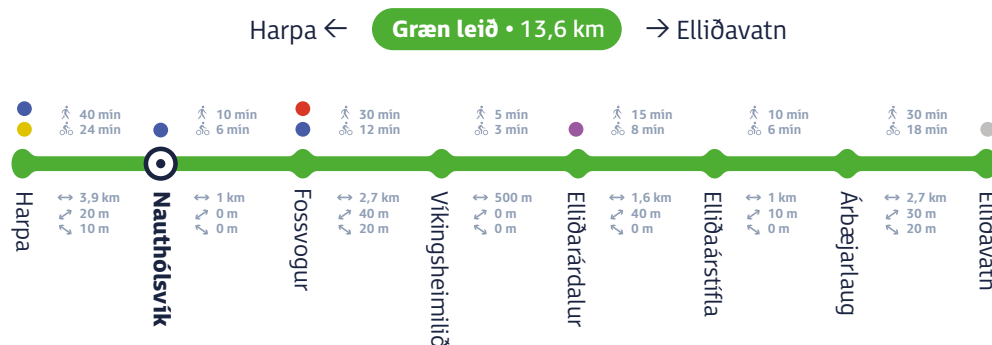 Harpa ← Græn leið • 13,6 km → Elliðavatn
40 mín
24 mín
10 mín
6 mín
30 mín
12 mín
5 mín
3 mín
15 mín
8 mín
10 mín
6 mín
30 mín
18 mín
↔ 3,9 km
20 m
10 m
↔ 1 km
0 m
0 m
↔ 2,7 km
40 m
20 m
↔ 500 m
0 m
0 m
↔ 1,6 km
40 m
0 m
↔ 1 km
10 m
0 m
↔ 2,7 km
30 m
20 m
Harpa
Nauthólsvík
Fossvogur
Víkingsheimilið
Elliðarárdalur
Elliðaárstífla
Árbæjarlaug
Elliðavatn